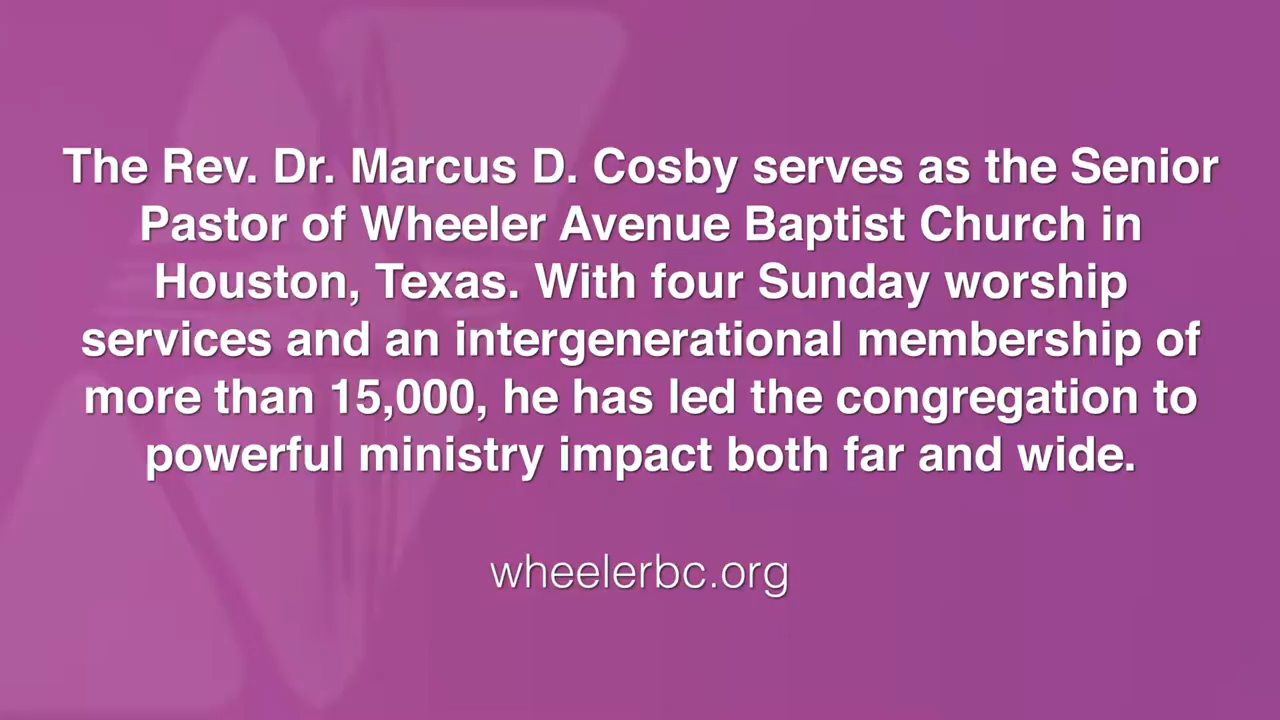 The Rev. Dr. Marcus D. Cosby serves as the Senior
Pastor of Wheeler Avenue Baptist Church in
Houston, Texas. With four Sunday worship
services and an intergenerational membership of
more than 15,000, he has led the congregation to
powerful ministry impact both far and wide.
wheelerbc.org